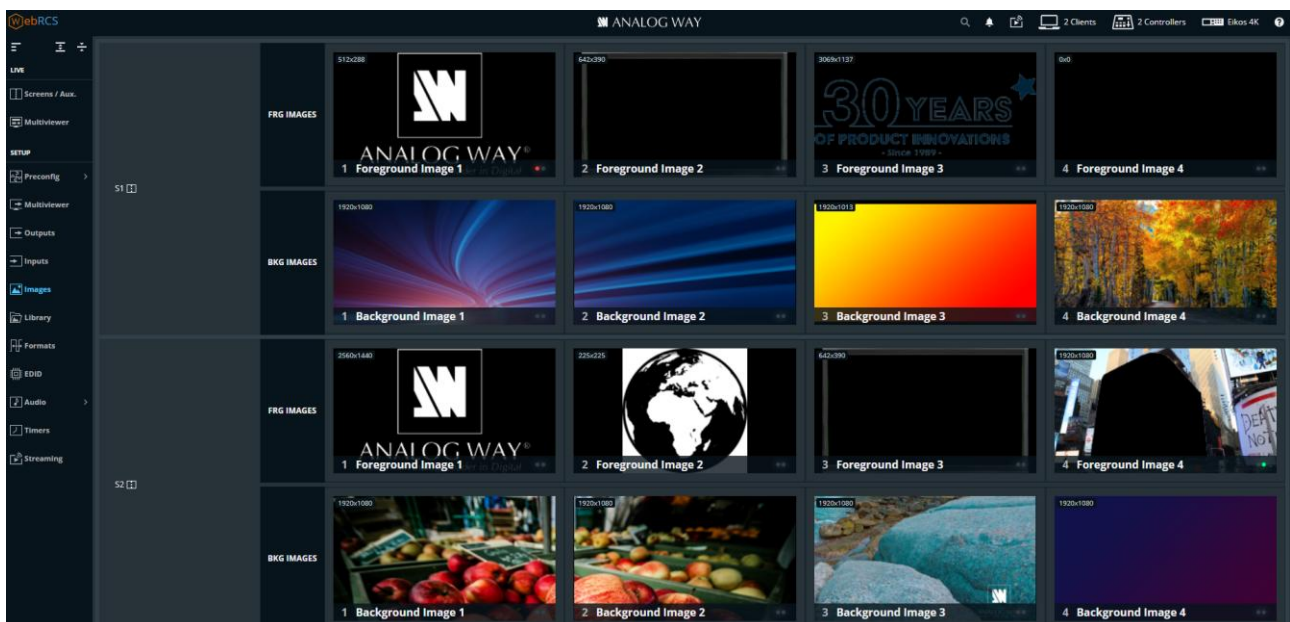 WebRCS
ANALOG WAY
2 Clients
2 Controllers
Eikos 4K
LIVE
Screens / Aux.
Multiviewer
SETUP
Preconfig
Multiviewer
Outputs
Inputs
Images
Library
Formats
EDID
Audio
Timers
Streaming
S1
FRG IMAGES
512x288
ANALOG WAY®
1 Foreground Image 1
642x390
2 Foreground Image 2
3069x1137
30 YEARS
OF PRODUCT INNOVATIONS
- Since 1989 -
3 Foreground Image 3
0x0
4 Foreground Image 4
BKG IMAGES
1920x1080
1 Background Image 1
1920x1080
2 Background Image 2
1920x1013
3 Background Image 3
1920x1080
4 Background Image 4
S2
FRG IMAGES
2560x1440
ANALOG WAY®
1 Foreground Image 1
225x225
2 Foreground Image 2
642x390
3 Foreground Image 3
1920x1080
DEATH
NOT
4 Foreground Image 4
BKG IMAGES
1920x1080
1 Background Image 1
1920x1080
2 Background Image 2
1920x1080
3 Background Image 3
1920x1080
4 Background Image 4